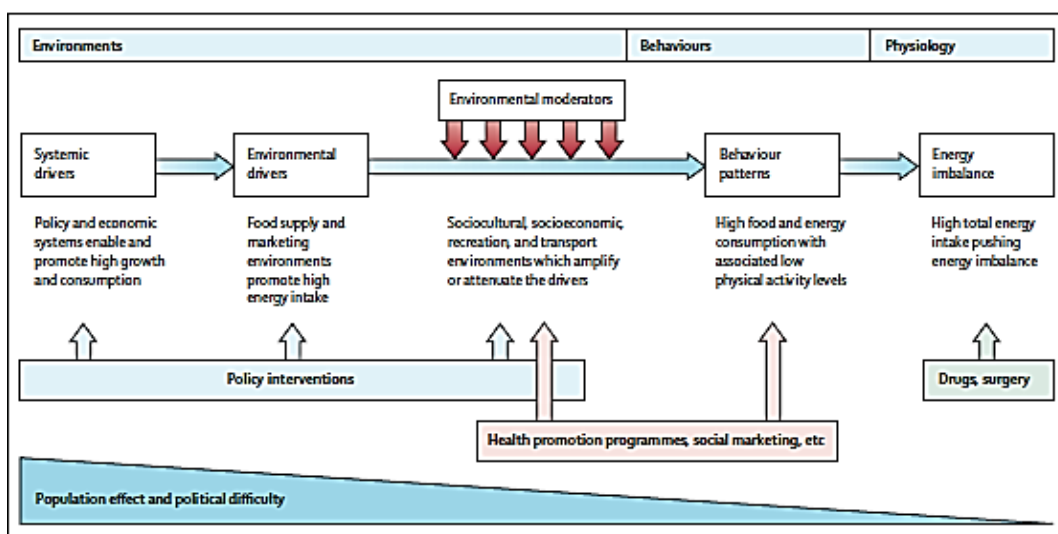 Environments
Behaviours
Physiology
Environmental moderators
Systemic
drivers
Environmental
drivers
Behaviour
patterns
Energy
imbalance
Policy and economic
systems enable and
promote high growth
and consumption
Food supply and
marketing
environments
promote high
energy intake
Sociocultural, socioeconomic,
recreation, and transport
environments which amplify
or attenuate the drivers
High food and energy
consumption with
associated low
physical activity levels
High total energy
intake pushing
energy imbalance
Policy interventions
Drugs, surgery
Health promotion programmes, social marketing, etc
Population effect and political difficulty